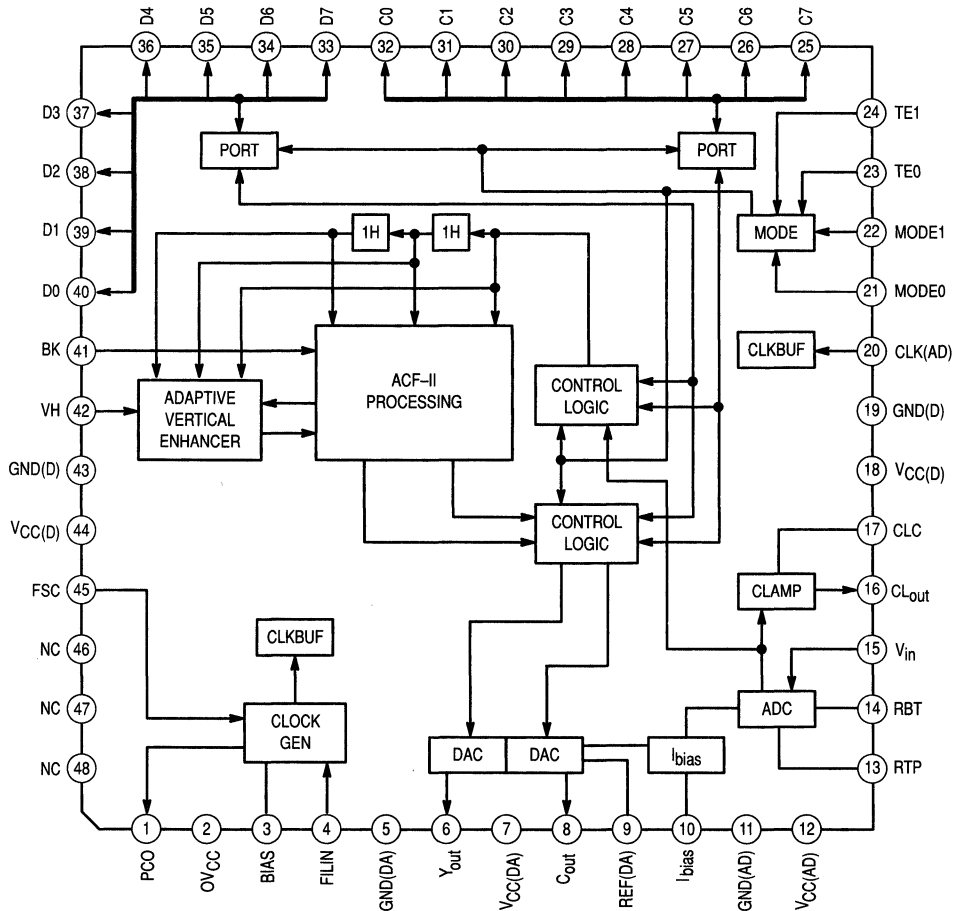 D4 D5 D6 D7 C0 C1 C2 C3 C4 C5 C6 C7
36 35 34 33 32 31 30 29 28 27 26 25
D3 37
24 TE1
PORT
PORT
D2 38
23 TE0
D1 39
1H
1H
MODE
22 MODE1
D0 40
21 MODE0
BK 41
CLKBUF
20 CLK(AD)
ACF–II
PROCESSING
CONTROL
LOGIC
ADAPTIVE
VERTICAL
ENHANCER
VH 42
19 GND(D)
GND(D) 43
18 VCC(D)
VCC(D) 44
CONTROL
LOGIC
17 CLC
FSC 45
CLAMP
16 CLout
NC 46
CLKBUF
15 Vin
NC 47
CLOCK
GEN
ADC
14 RBT
NC 48
DAC
DAC
Ibias
13 RTP
1 2 3 4 5 6 7 8 9 10 11 12
PCO OVCC BIAS FILIN GND(DA) Yout VCC(DA) Cout REF(DA) Ibias GND(AD) VCC(AD)